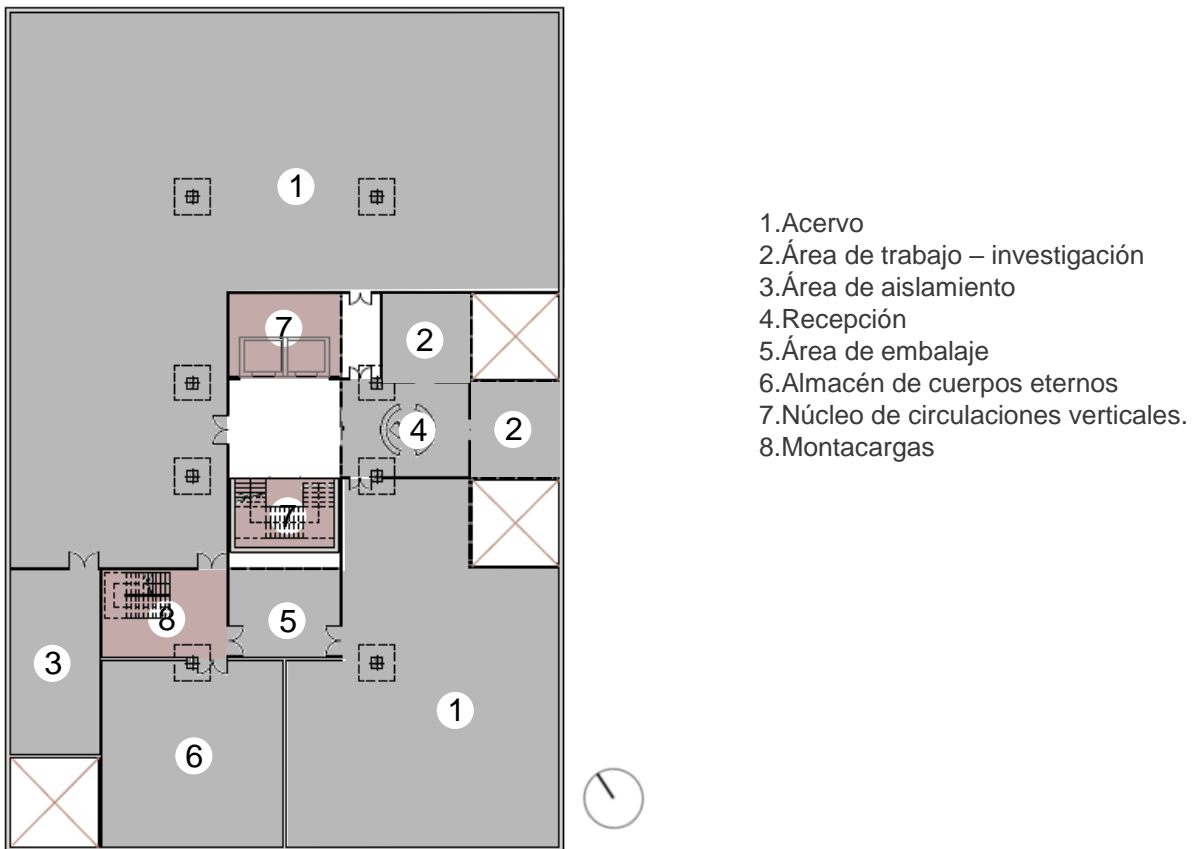 1
7
2
4
2
7
8
5
3
1
6
1.Acervo
2.Área de trabajo – investigación
3.Área de aislamiento
4.Recepción
5.Área de embalaje
6.Almacén de cuerpos eternos
7.Núcleo de circulaciones verticales.
8.Montacargas